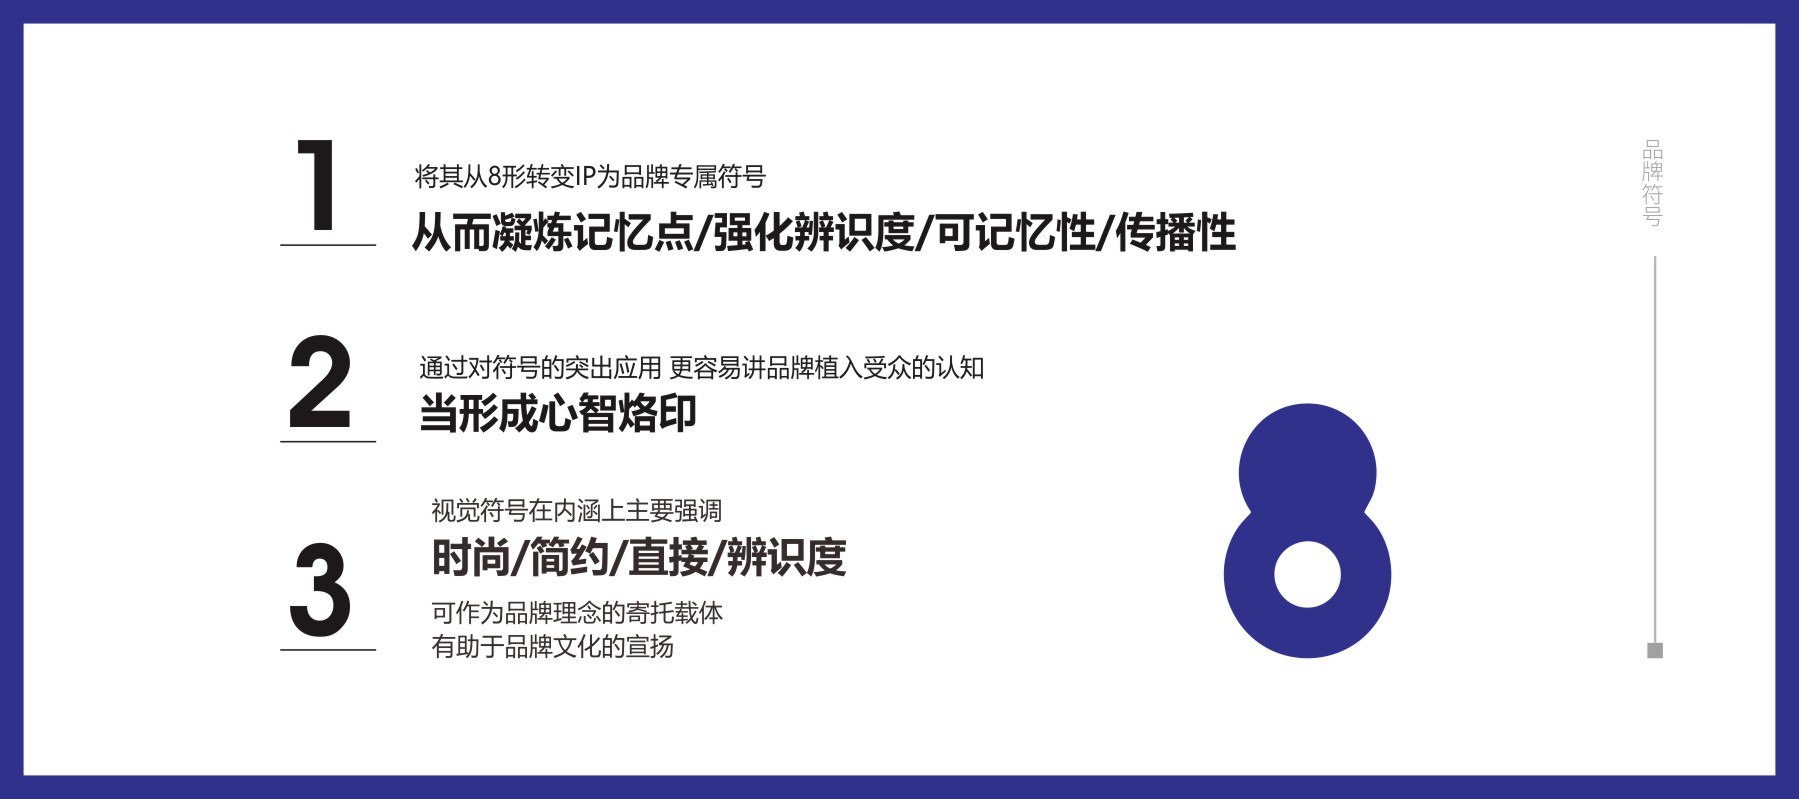 1
将其从8形转变IP为品牌专属符号
从而凝炼记忆点/强化辨识度/可记忆性/传播性
2
通过对符号的突出应用 更容易讲品牌植入受众的认知
当形成心智烙印
3
视觉符号在内涵上主要强调
时尚/简约/直接/辨识度
可作为品牌理念的寄托载体
有助于品牌文化的宣扬
8
品牌符号